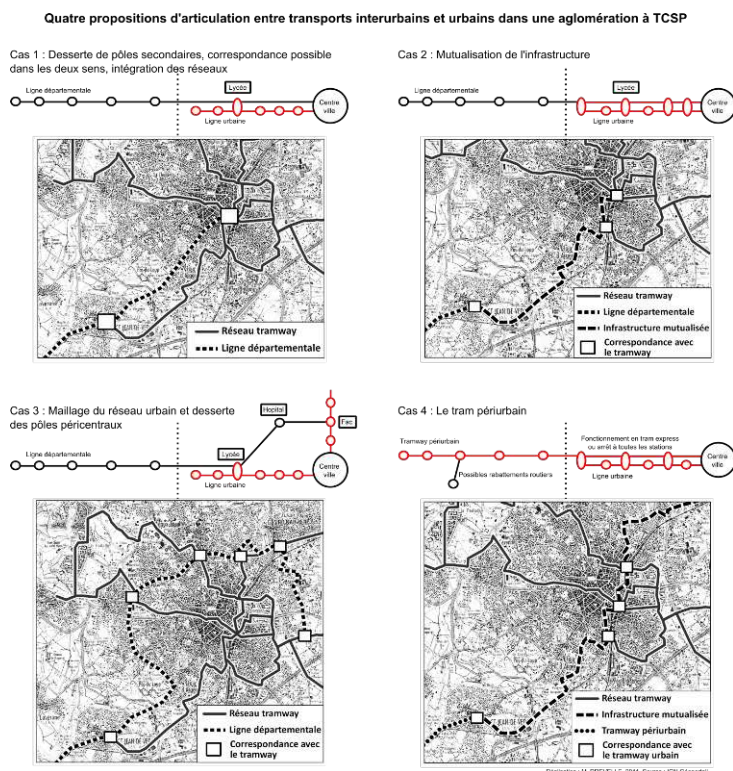 Quatre propositions d'articulation entre transports interurbains et urbains dans une aglomération à TCSP
Cas 1 : Desserte de pôles secondaires, correspondance possible
dans les deux sens, intégration des réseaux
Ligne départementale
Lycée
Ligne urbaine
Centre
ville
Réseau tramway
Ligne départementale
Cas 2 : Mutualisation de l'infrastructure
Ligne départementale
Lycée
Ligne urbaine
Centre
ville
Réseau tramway
Ligne départementale
Infrastructure mutualisée
Correspondance avec
le tramway
Cas 3 : Maillage du réseau urbain et desserte
des pôles péricentraux
Ligne départementale
Lycée
Hopital
Fac
Ligne urbaine
Centre
ville
Réseau tramway
Ligne départementale
Correspondance avec
le tramway
Cas 4 : Le tram périurbain
Tramway périurbain
Possibles rabattements routiers
Fonctionnement en tram express
ou arrêt à toutes les stations
Ligne urbaine
Centre
ville
Réseau tramway
Infrastructure mutualisée
Tramway périurbain
Correspondance avec
le tramway urbain